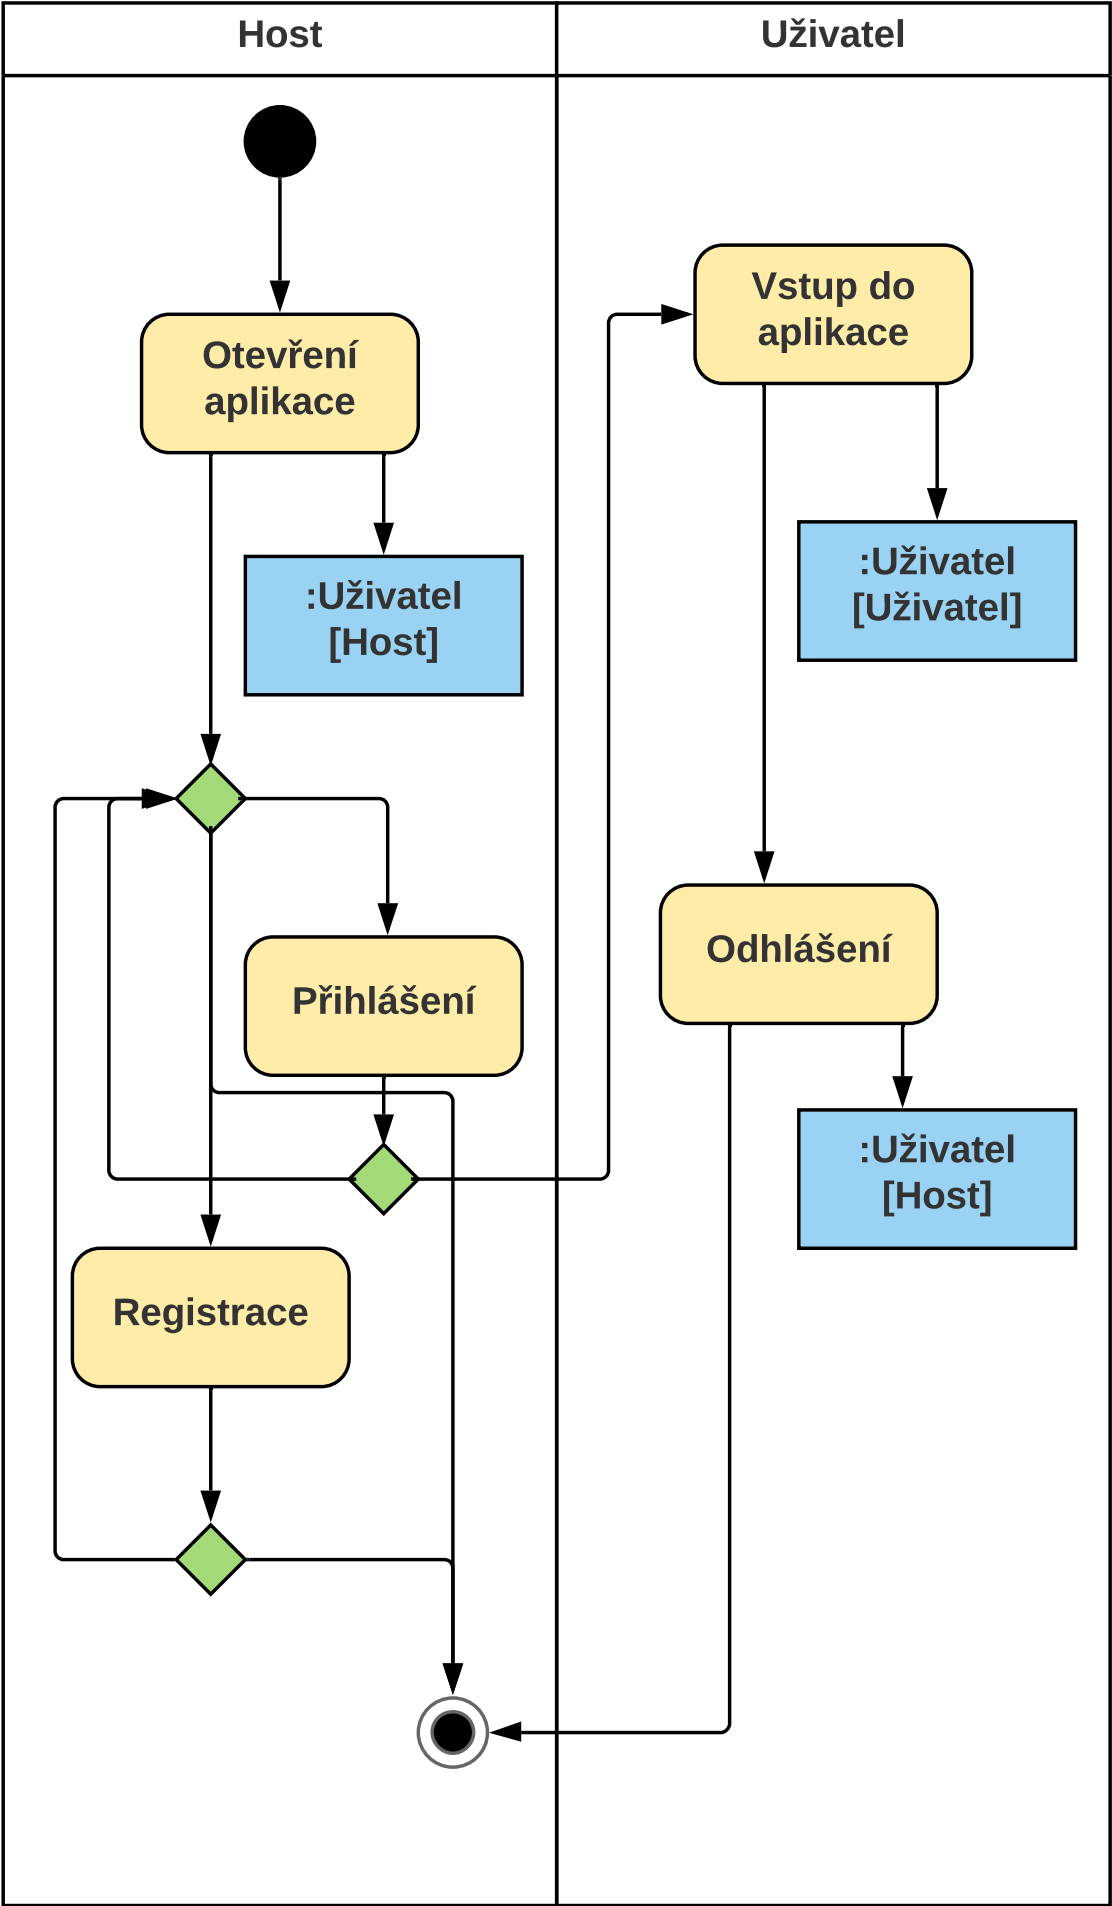 Host
Uživatel
Otevření
aplikace
:Uživatel
[Host]
Přihlášení
Registrace
Vstup do
aplikace
:Uživatel
[Uživatel]
Odhlášení
:Uživatel
[Host]